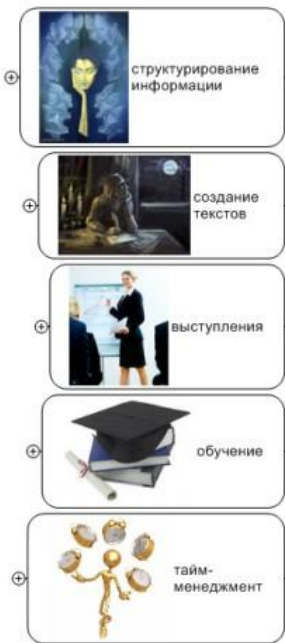 структурирование
информации
создание
текстов
выступления
обучение
тайм-
менеджмент